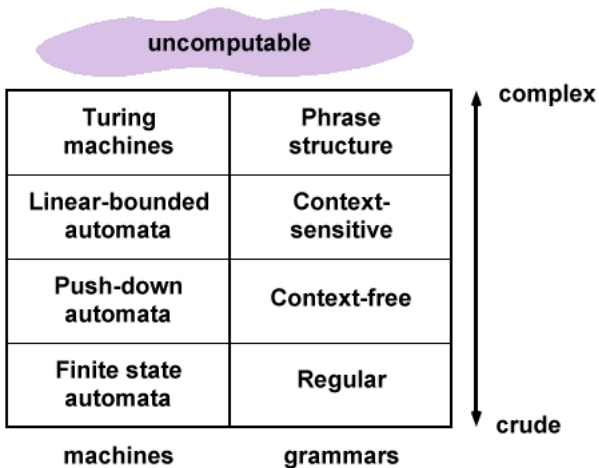 uncomputable
complex
Turing
machines
Phrase
structure
Linear-bounded
automata
Context-
sensitive
Push-down
automata
Context-free
Finite state
automata
Regular
crude
machines
grammars